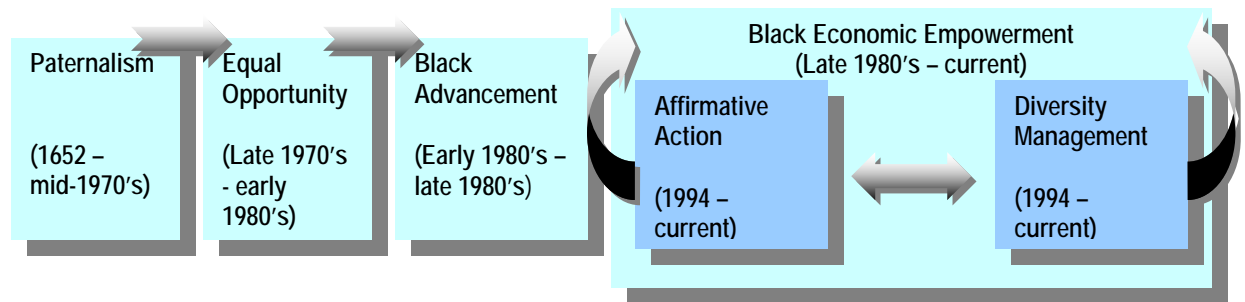 Paternalism
(1652 –
mid-1970's)
Equal
Opportunity
(Late 1970's
- early
1980's)
Black
Advancement
(Early 1980's –
late 1980's)
Black Economic Empowerment
(Late 1980's – current)
Affirmative
Action
(1994 –
current)
Diversity
Management
(1994 –
current)